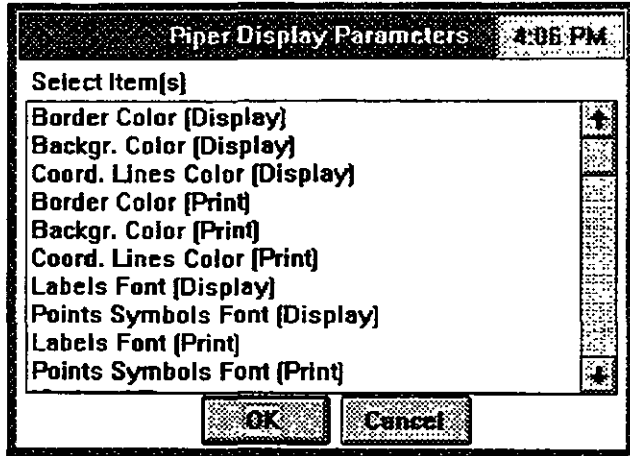 Piper Display Parameters 4:06 PM
Select Item(s)
Border Color (Display)
Backgr. Color (Display)
Coord. Lines Color (Display)
Border Color (Print)
Backgr. Color (Print)
Coord. Lines Color (Print)
Labels Font (Display)
Points Symbols Font (Display)
Labels Font (Print)
Points Symbols Font (Print)
OK Cancel